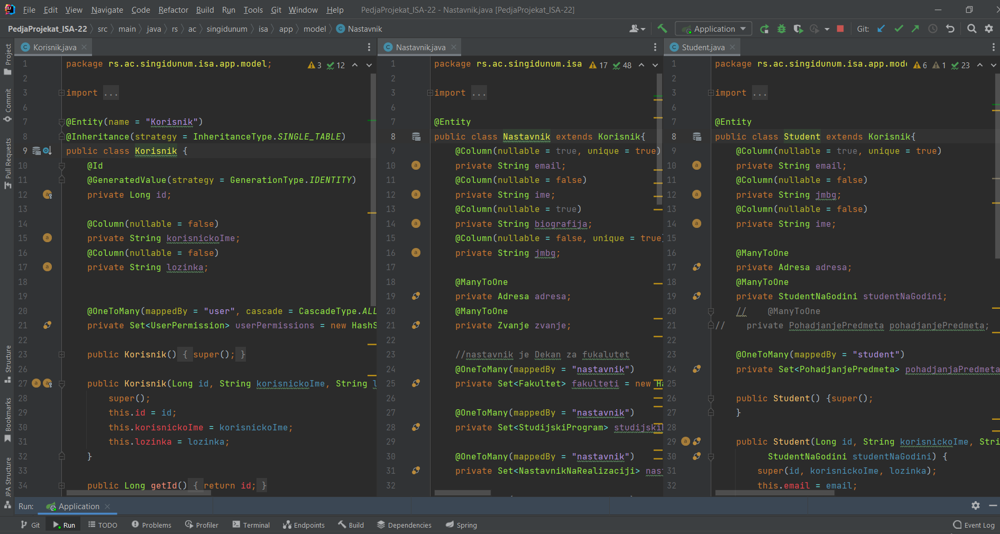 File Edit View Navigate Code Refactor Build Run Tools Git Window Help PedjaProjekat_ISA-22 - Nastavnik.java [PedjaProjekat_ISA-22]
PedjaProjekat_ISA-22 src main java rs ac singidunum isa app model Nastavnik Application Git:
Project
Commit
Pull Requests
Structure
Bookmarks
JPA Structure
Korisnik.java
3 12
1 package rs.ac.singidunum.isa.app.model;
2
3 import ...
6
7 @Entity(name = "Korisnik")
8 @Inheritance(strategy = InheritanceType.SINGLE_TABLE)
9 public class Korisnik {
10 @Id
11 @GeneratedValue(strategy = GenerationType.IDENTITY)
12 private Long id;
13
14 @Column(nullable = false)
15 private String korisnickoIme;
16 @Column(nullable = false)
17 private String lozinka;
18
19
20 @OneToMany(mappedBy = "user", cascade = CascadeType.ALL
21 private Set<UserPermission> userPermissions = new HashS
22
23 public Korisnik() { super(); }
26
27 public Korisnik(Long id, String korisnickoIme, String l
28 super();
29 this.id = id;
30 this.korisnickoIme = korisnickoIme;
31 this.lozinka = lozinka;
32 }
33
34 public Long getId() { return id; }
Nastavnik.java
17 48
1 package rs.ac.singidunum.isa
2
3 import ...
6
7 @Entity
8 public class Nastavnik extends Korisnik{
9 @Column(nullable = true, unique = true)
10 private String email;
11 @Column(nullable = false)
12 private String ime;
13 @Column(nullable = true)
14 private String biografija;
15 @Column(nullable = false, unique = true)
16 private String jmbg;
17
18 @ManyToOne
19 private Adresa adresa;
20 @ManyToOne
21 private Zvanje zvanje;
22
23 //nastavnik je Dekan za fukalutet
24 @OneToMany(mappedBy = "nastavnik")
25 private Set<Fakultet> fakulteti = new Ha
26
27 @OneToMany(mappedBy = "nastavnik")
28 private Set<StudijskiProgram> studijski
29
30 @OneToMany(mappedBy = "nastavnik")
31 private Set<NastavnikNaRealizaciji> nast
32
Student.java
6 1 23
1 package rs.ac.singidunum.isa.app.mode
2
3 import ...
6
7 @Entity
8 public class Student extends Korisnik{
9 @Column(nullable = true, unique = true)
10 private String email;
11 @Column(nullable = false)
12 private String jmbg;
13 @Column(nullable = false)
14 private String ime;
15
16 @ManyToOne
17 private Adresa adresa;
18 @ManyToOne
19 private StudentNaGodini studentNaGodini;
20 // @ManyToOne
21 // private PohadjanjePredmeta pohadjanjePredmeta;
22
23 @OneToMany(mappedBy = "student")
24 private Set<PohadjanjePredmeta> pohadjanjaPredmeta
25
26 public Student() {super();
27 }
28
29 public Student(Long id, String korisnickoIme, Stri
30 StudentNaGodini studentNaGodini) {
31 super(id, korisnickoIme, lozinka);
32 this.email = email;
Run: Application
Git Run TODO Problems Profiler Terminal Endpoints Build Dependencies Spring Event Log